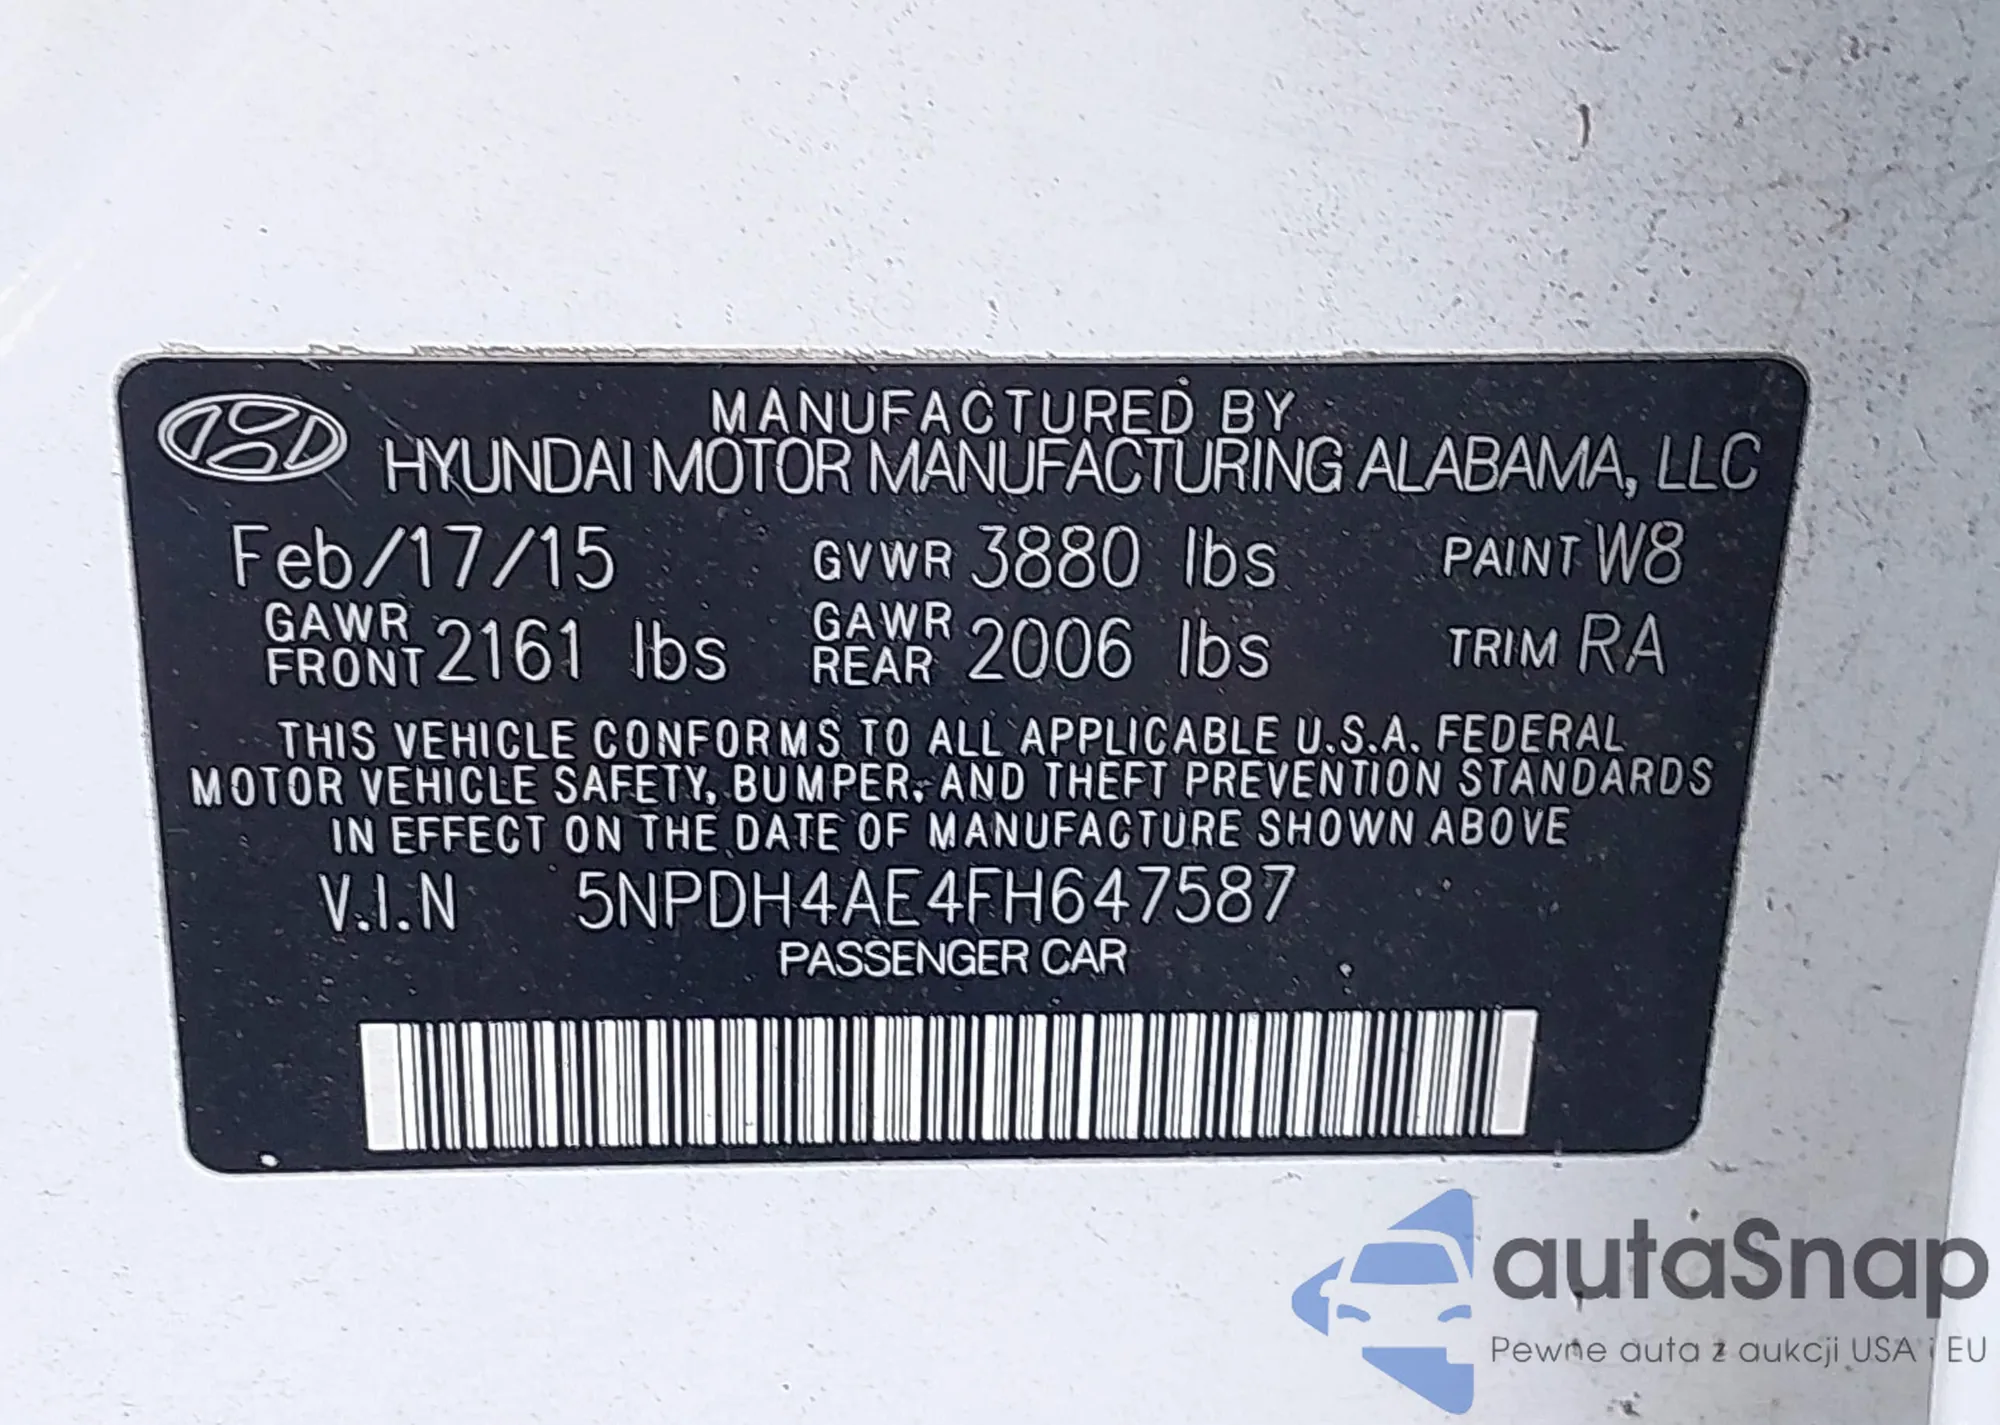 MANUFACTURED BY
HYUNDAI MOTOR MANUFACTURING ALABAMA, LLC
Feb/17/15 GVWR 3880 lbs PAINT W8
GAWR FRONT 2161 lbs GAWR REAR 2006 lbs TRIM RA
THIS VEHICLE CONFORMS TO ALL APPLICABLE U.S.A. FEDERAL
MOTOR VEHICLE SAFETY, BUMPER, AND THEFT PREVENTION STANDARDS
IN EFFECT ON THE DATE OF MANUFACTURE SHOWN ABOVE
V.I.N 5NPDH4AE4FH647587
PASSENGER CAR
autaSnap
Pewne auta z aukcji USA i EU